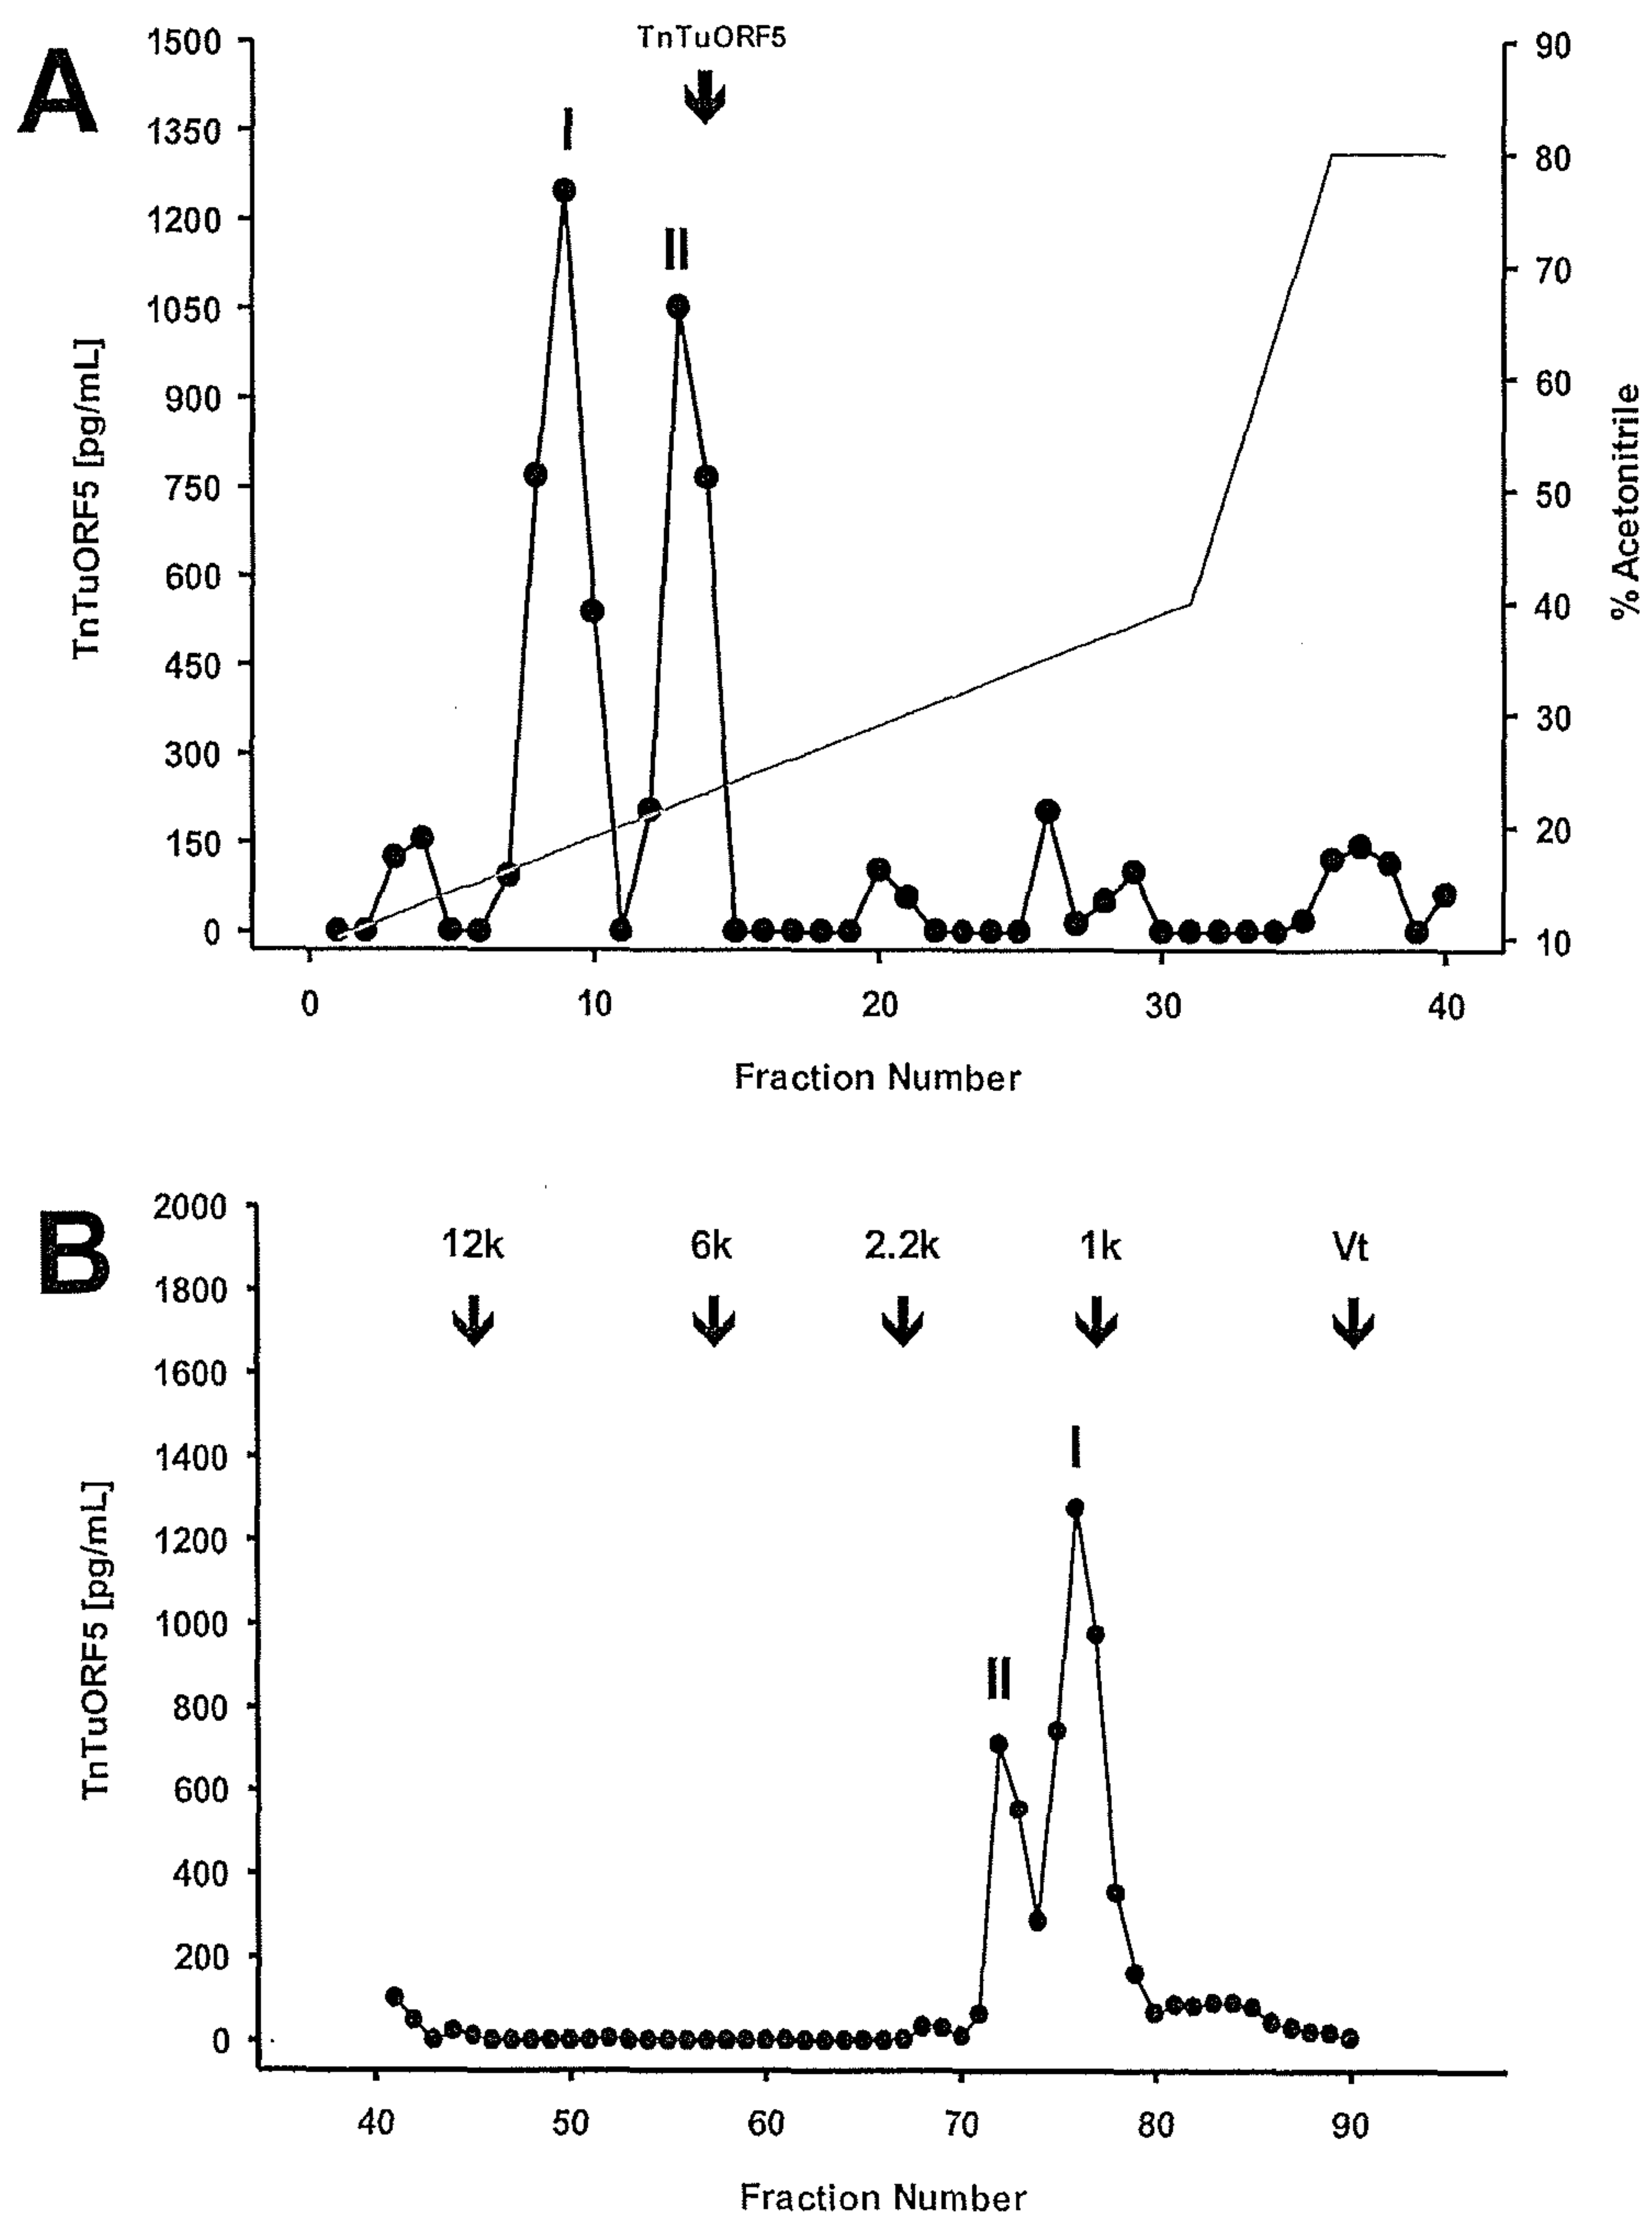 A
TnTuORF5
I
II
1500
1350
1200
1050
900
750
600
450
300
150
0
TnTuORF5 [pg/mL]
90
80
70
60
50
40
30
20
10
% Acetonitrile
0 10 20 30 40
Fraction Number
B
12k 6k 2.2k 1k Vt
I
II
2000
1800
1600
1400
1200
1000
800
600
400
200
0
TnTuORF5 [pg/mL]
40 50 60 70 80 90
Fraction Number